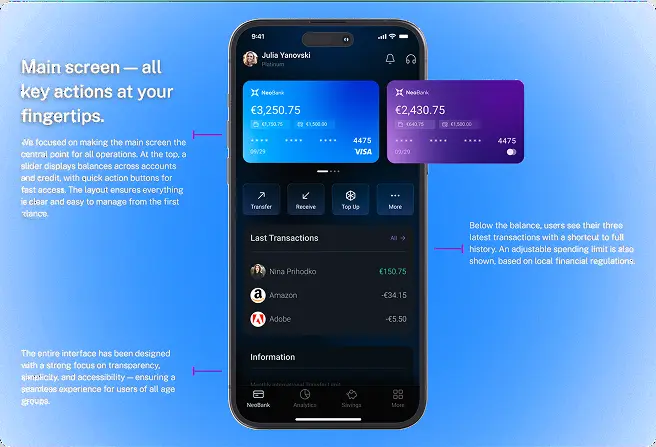 Main screen — all
key actions at your
fingertips.
We focused on making the main screen the
central point for all operations. At the top, a
slider displays balances across accounts
and credit, with quick action buttons for
fast access. The layout ensures everything
is clear and easy to manage from the first
glance.
The entire interface has been designed
with a strong focus on transparency,
simplicity, and accessibility — ensuring a
seamless experience for users of all age
groups.
9:41
Julia Yanovski
Platinum
NeoBank
€3,250.75
€1,750.75 €1,500.00
**** **** **** 4475
09/29 VISA
NeoBank
€2,430.75
€640.75 €1,500.00
**** **** **** 4475
09/29
Transfer
Receive
Top Up
More
Last Transactions
All →
Nina Prihodko €150.75
Amazon -€34.15
Adobe -€5.50
Information
NeoBank
Analytics
Savings
More
Below the balance, users see their three
latest transactions with a shortcut to full
history. An adjustable spending limit is also
shown, based on local financial regulations.